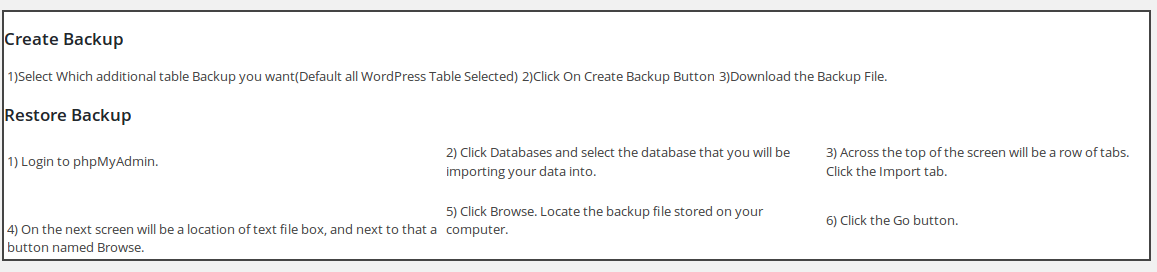 Create Backup
1)Select Which additional table Backup you want(Default all WordPress Table Selected) 2)Click On Create Backup Button 3)Download the Backup File.
Restore Backup
1) Login to phpMyAdmin.
2) Click Databases and select the database that you will be
importing your data into.
3) Across the top of the screen will be a row of tabs.
Click the Import tab.
4) On the next screen will be a location of text file box, and next to that a
button named Browse.
5) Click Browse. Locate the backup file stored on your
computer.
6) Click the Go button.